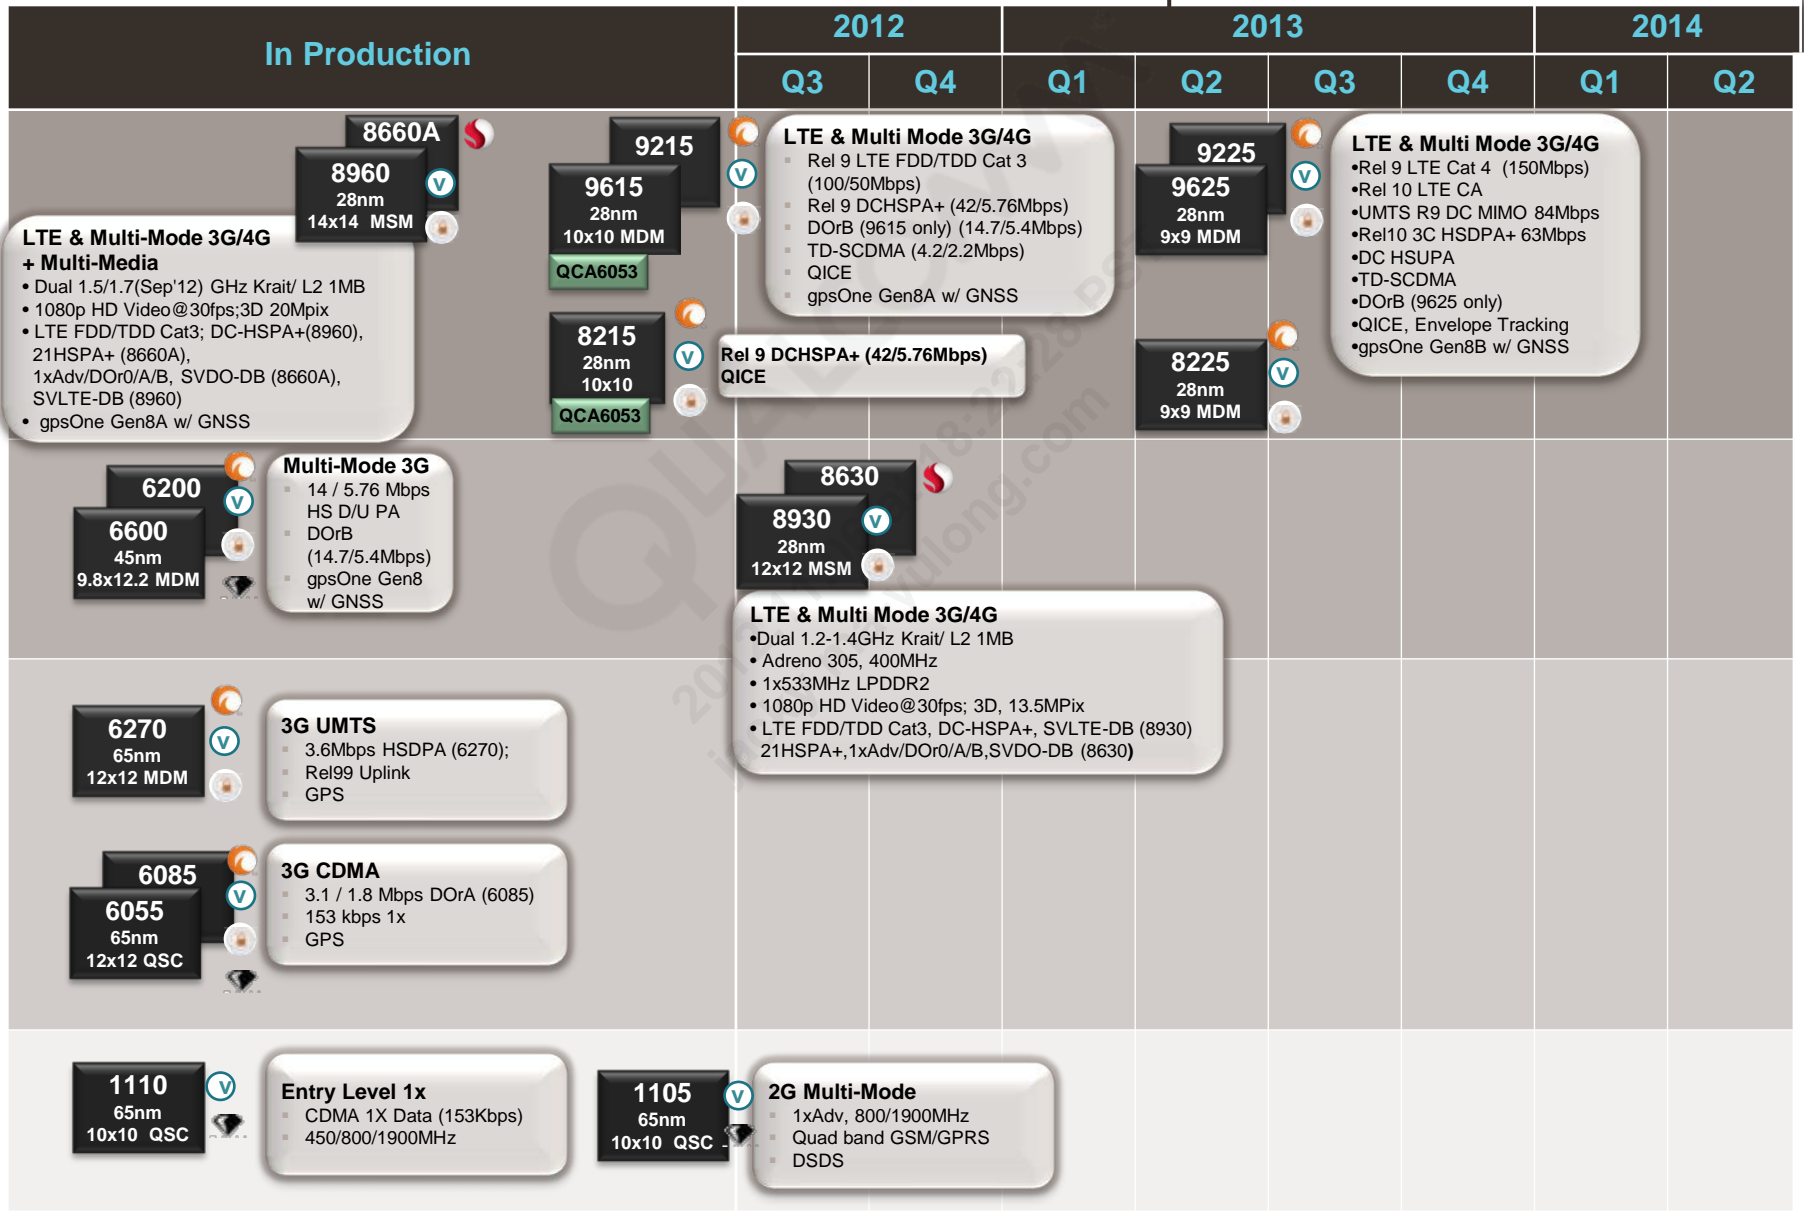 In Production
2012
2013
2014
Q3
Q4
Q1
Q2
Q3
Q4
Q1
Q2
8660A
8960
28nm
14x14 MSM
V
LTE & Multi-Mode 3G/4G
+ Multi-Media
• Dual 1.5/1.7(Sep'12) GHz Krait/ L2 1MB
• 1080p HD Video@30fps;3D 20Mpix
• LTE FDD/TDD Cat3; DC-HSPA+(8960),
21HSPA+ (8660A),
1xAdv/DOr0/A/B, SVDO-DB (8660A),
SVLTE-DB (8960)
• gpsOne Gen8A w/ GNSS
9215
9615
28nm
10x10 MDM
QCA6053
V
LTE & Multi Mode 3G/4G
Rel 9 LTE FDD/TDD Cat 3
(100/50Mbps)
Rel 9 DCHSPA+ (42/5.76Mbps)
DOrB (9615 only) (14.7/5.4Mbps)
TD-SCDMA (4.2/2.2Mbps)
QICE
gpsOne Gen8A w/ GNSS
8215
28nm
10x10
QCA6053
V
Rel 9 DCHSPA+ (42/5.76Mbps)
QICE
9225
9625
28nm
9x9 MDM
V
LTE & Multi Mode 3G/4G
•Rel 9 LTE Cat 4 (150Mbps)
•Rel 10 LTE CA
•UMTS R9 DC MIMO 84Mbps
•Rel10 3C HSDPA+ 63Mbps
•DC HSUPA
•TD-SCDMA
•DOrB (9625 only)
•QICE, Envelope Tracking
•gpsOne Gen8B w/ GNSS
8225
28nm
9x9 MDM
V
6200
6600
45nm
9.8x12.2 MDM
V
Multi-Mode 3G
14 / 5.76 Mbps
HS D/U PA
DOrB
(14.7/5.4Mbps)
gpsOne Gen8
w/ GNSS
8630
8930
28nm
12x12 MSM
V
LTE & Multi Mode 3G/4G
•Dual 1.2-1.4GHz Krait/ L2 1MB
• Adreno 305, 400MHz
• 1x533MHz LPDDR2
• 1080p HD Video@30fps; 3D, 13.5MPix
• LTE FDD/TDD Cat3, DC-HSPA+, SVLTE-DB (8930)
21HSPA+,1xAdv/DOr0/A/B,SVDO-DB (8630)
6270
65nm
12x12 MDM
V
3G UMTS
3.6Mbps HSDPA (6270);
Rel99 Uplink
GPS
6085
6055
65nm
12x12 QSC
V
3G CDMA
3.1 / 1.8 Mbps DOrA (6085)
153 kbps 1x
GPS
1110
65nm
10x10 QSC
V
Entry Level 1x
CDMA 1X Data (153Kbps)
450/800/1900MHz
1105
65nm
10x10 QSC
V
2G Multi-Mode
1xAdv, 800/1900MHz
Quad band GSM/GPRS
DSDS
QUALCOMM